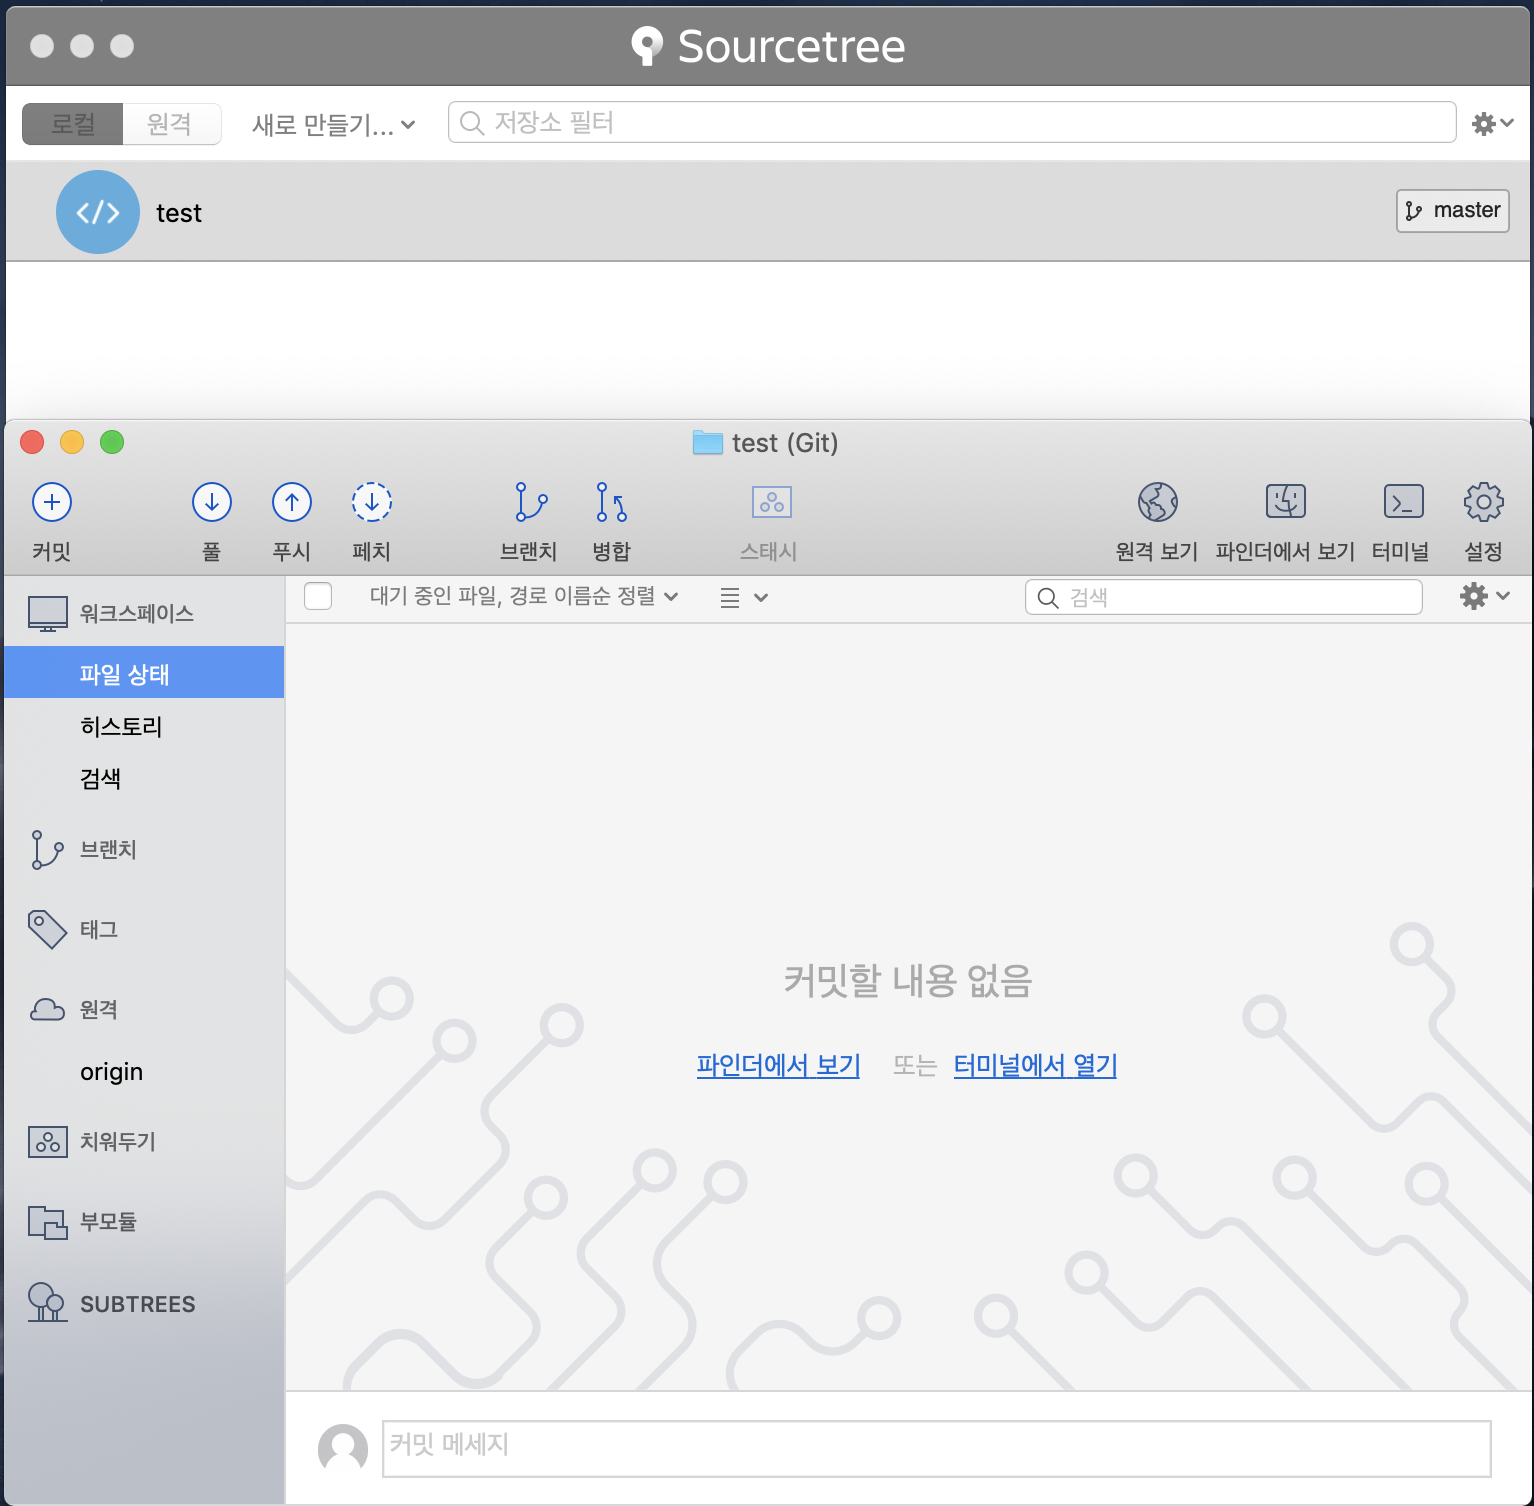 Sourcetree
로컬 원격 새로 만들기... 저장소 필터
</> test master
test (Git)
커밋 풀 푸시 페치 브랜치 병합 스태시 원격 보기 파인더에서 보기 터미널 설정
워크스페이스 대기 중인 파일, 경로 이름순 정렬 검색
파일 상태
히스토리
검색
브랜치
태그
원격
origin
치워두기
부모듈
SUBTREES
커밋할 내용 없음
파인더에서 보기 또는 터미널에서 열기
커밋 메세지